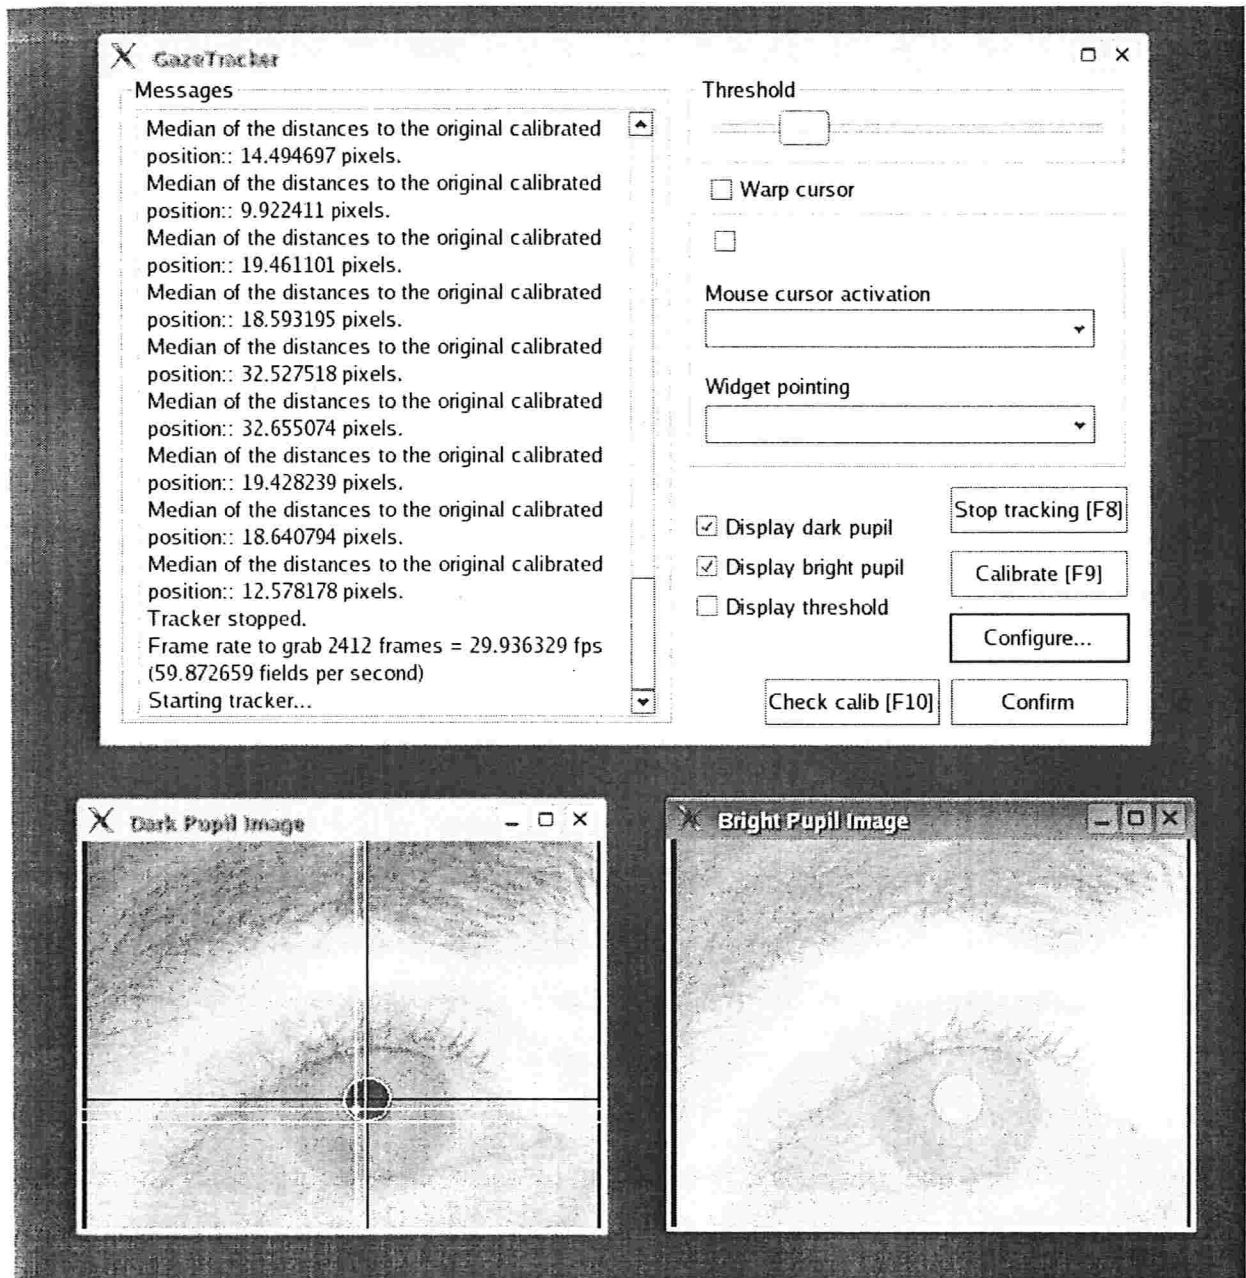 GazeTracker
Messages
Median of the distances to the original calibrated
position:: 14.494697 pixels.
Median of the distances to the original calibrated
position:: 9.922411 pixels.
Median of the distances to the original calibrated
position:: 19.461101 pixels.
Median of the distances to the original calibrated
position:: 18.593195 pixels.
Median of the distances to the original calibrated
position:: 32.527518 pixels.
Median of the distances to the original calibrated
position:: 32.655074 pixels.
Median of the distances to the original calibrated
position:: 19.428239 pixels.
Median of the distances to the original calibrated
position:: 18.640794 pixels.
Median of the distances to the original calibrated
position:: 12.578178 pixels.
Tracker stopped.
Frame rate to grab 2412 frames = 29.936329 fps
(59.872659 fields per second)
Starting tracker...
Threshold
Warp cursor
Mouse cursor activation
Widget pointing
Display dark pupil
Display bright pupil
Display threshold
Stop tracking [F8]
Calibrate [F9]
Configure...
Check calib [F10]
Confirm
Dark Pupil Image
Bright Pupil Image